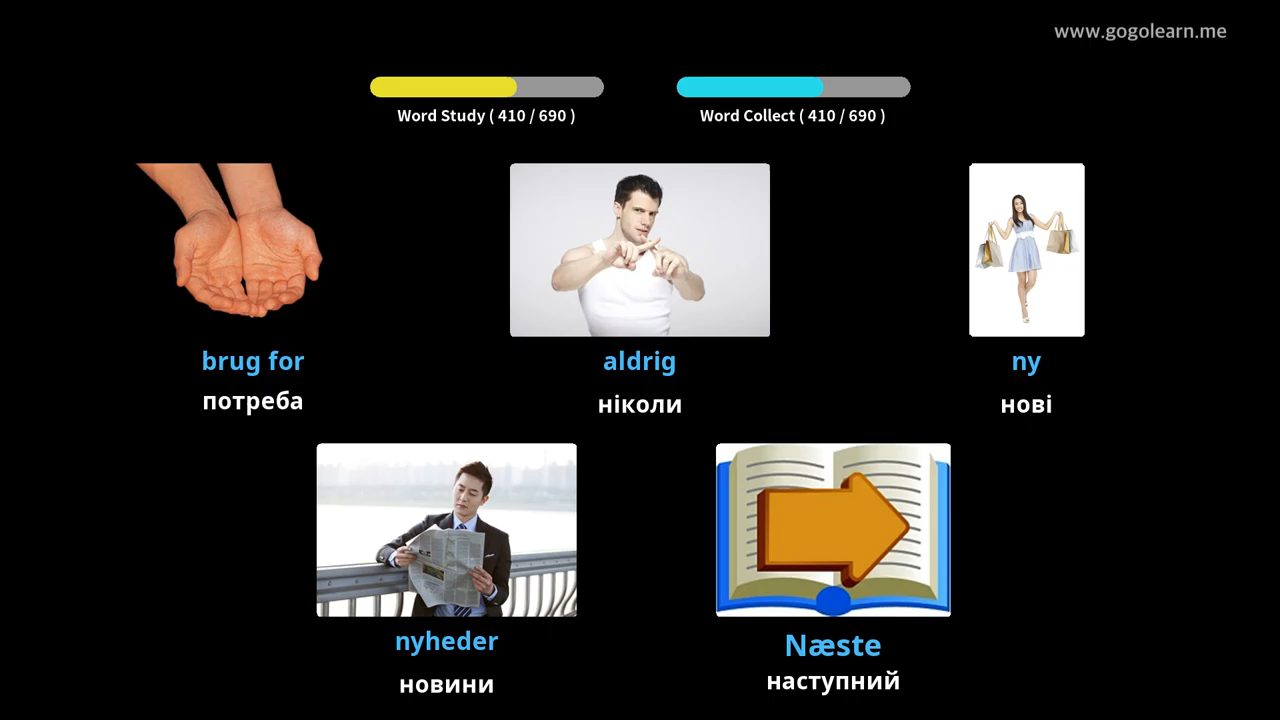 www.gogolearn.me
Word Study ( 410 / 690 )
Word Collect ( 410 / 690 )
brug for
потреба
aldrig
ніколи
ny
нові
nyheder
новини
Næste
наступний